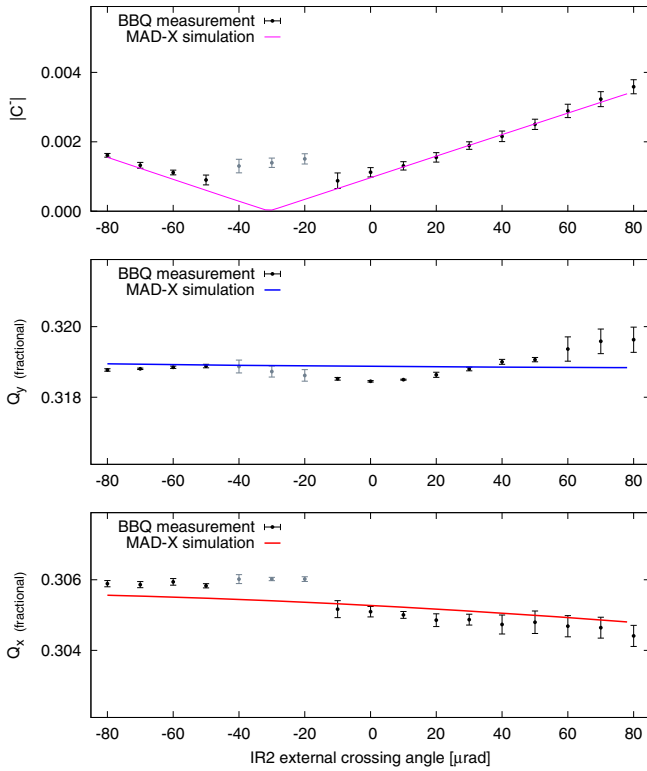 BBQ measurement
MAD-X simulation
0.004
0.002
0.000
|C⁻|
-80 -60 -40 -20 0 20 40 60 80
BBQ measurement
MAD-X simulation
0.320
0.318
Qy (fractional)
-80 -60 -40 -20 0 20 40 60 80
BBQ measurement
MAD-X simulation
0.306
0.304
Qx (fractional)
-80 -60 -40 -20 0 20 40 60 80
IR2 external crossing angle [μrad]